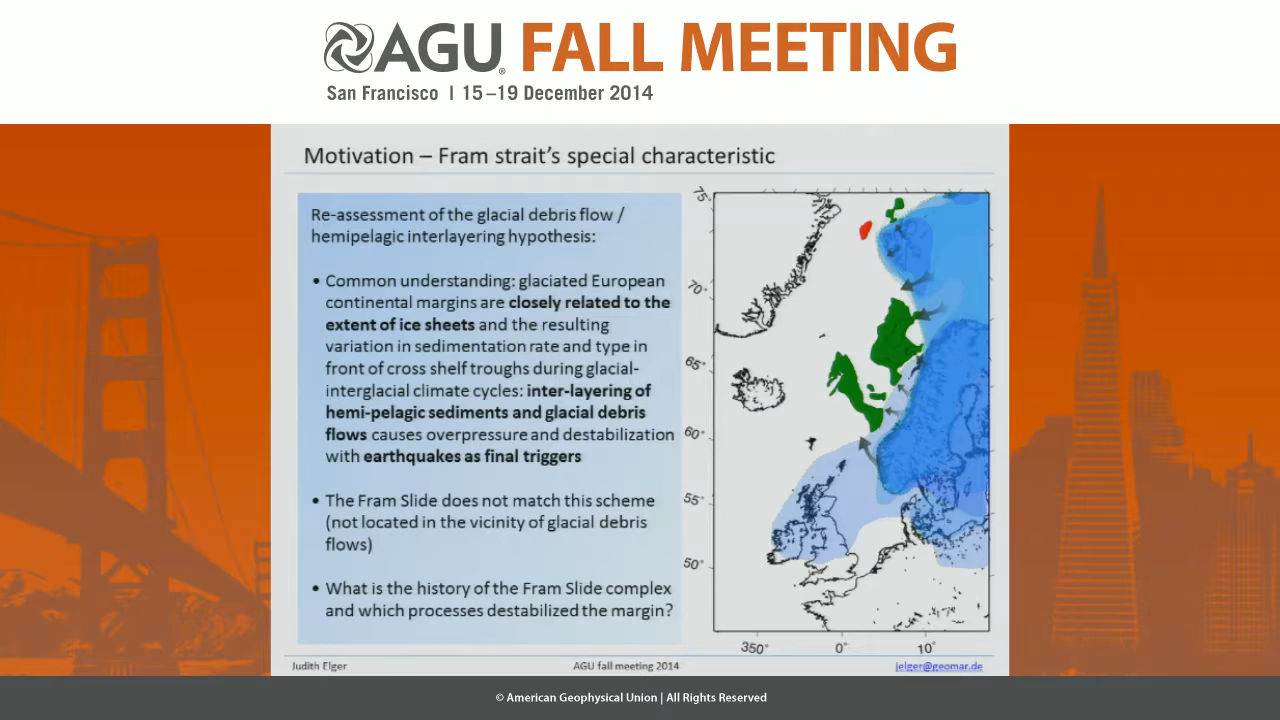 AGU® FALL MEETING
San Francisco | 15–19 December 2014
Motivation – Fram strait's special characteristic
Re-assessment of the glacial debris flow /
hemipelagic interlayering hypothesis:
• Common understanding: glaciated European
continental margins are closely related to the
extent of ice sheets and the resulting
variation in sedimentation rate and type in
front of cross shelf troughs during glacial-
interglacial climate cycles: inter-layering of
hemi-pelagic sediments and glacial debris
flows causes overpressure and destabilization
with earthquakes as final triggers
• The Fram Slide does not match this scheme
(not located in the vicinity of glacial debris
flows)
• What is the history of the Fram Slide complex
and which processes destabilized the margin?
75°
70°
65°
60°
55°
50°
350° 0° 10°
Judith Elger AGU fall meeting 2014 jelger@geomar.de
© American Geophysical Union | All Rights Reserved